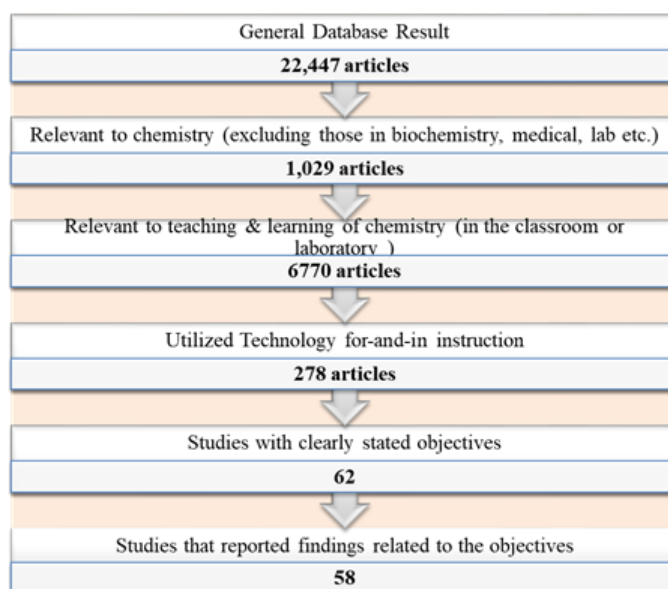 General Database Result
22,447 articles
Relevant to chemistry (excluding those in biochemistry, medical, lab etc.)
1,029 articles
Relevant to teaching & learning of chemistry (in the classroom or
laboratory )
6770 articles
Utilized Technology for-and-in instruction
278 articles
Studies with clearly stated objectives
62
Studies that reported findings related to the objectives
58